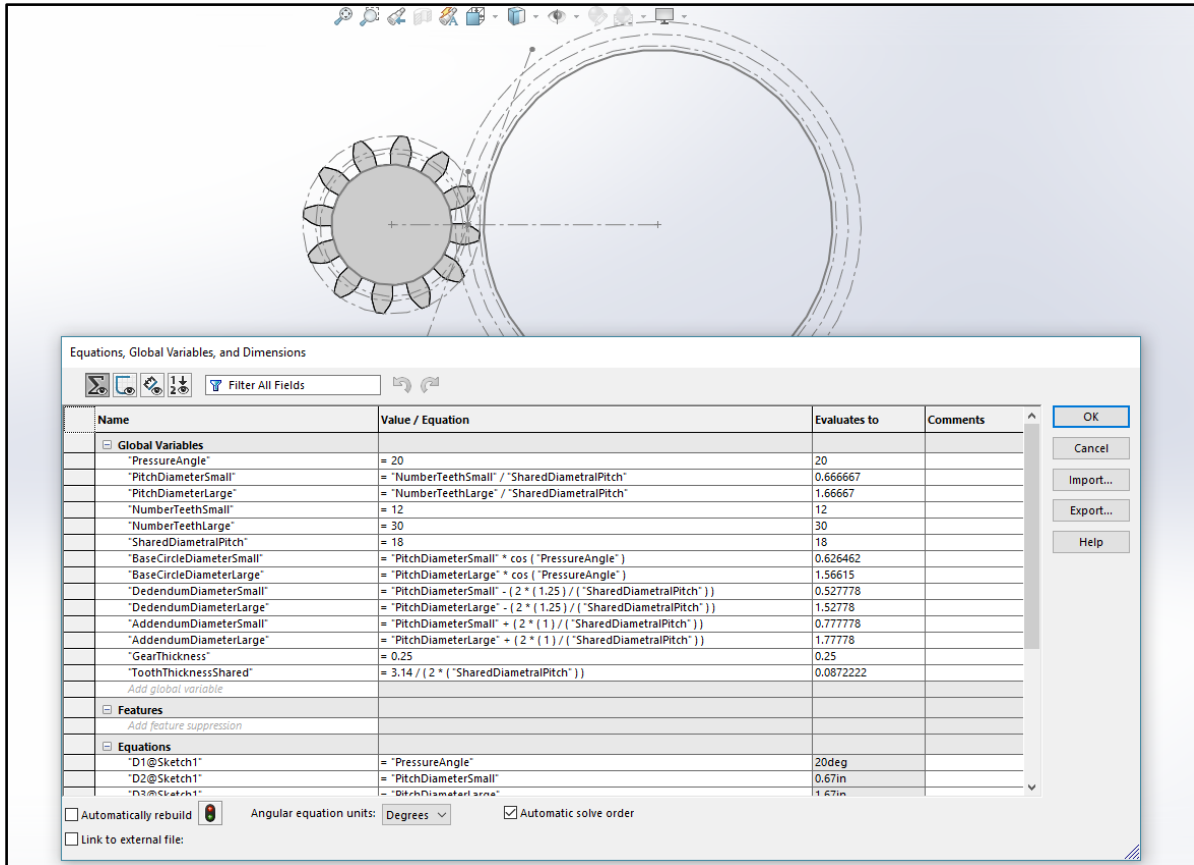 Equations, Global Variables, and Dimensions
Filter All Fields
Name Value / Equation Evaluates to Comments
Global Variables
"PressureAngle" = 20 20
"PitchDiameterSmall" = "NumberTeethSmall" / "SharedDiametralPitch" 0.666667
"PitchDiameterLarge" = "NumberTeethLarge" / "SharedDiametralPitch" 1.66667
"NumberTeethSmall" = 12 12
"NumberTeethLarge" = 30 30
"SharedDiametralPitch" = 18 18
"BaseCircleDiameterSmall" = "PitchDiameterSmall" * cos ( "PressureAngle" ) 0.626462
"BaseCircleDiameterLarge" = "PitchDiameterLarge" * cos ( "PressureAngle" ) 1.56615
"DedendumDiameterSmall" = "PitchDiameterSmall" - ( 2 * ( 1.25 ) / ( "SharedDiametralPitch" ) ) 0.527778
"DedendumDiameterLarge" = "PitchDiameterLarge" - ( 2 * ( 1.25 ) / ( "SharedDiametralPitch" ) ) 1.52778
"AddendumDiameterSmall" = "PitchDiameterSmall" + ( 2 * ( 1 ) / ( "SharedDiametralPitch" ) ) 0.777778
"AddendumDiameterLarge" = "PitchDiameterLarge" + ( 2 * ( 1 ) / ( "SharedDiametralPitch" ) ) 1.77778
"GearThickness" = 0.25 0.25
"ToothThicknessShared" = 3.14 / ( 2 * ( "SharedDiametralPitch" ) ) 0.0872222
Add global variable
Features
Add feature suppression
Equations
"D1@Sketch1" = "PressureAngle" 20deg
"D2@Sketch1" = "PitchDiameterSmall" 0.67in
"D3@Sketch1" = "PitchDiameterLarge" 1.67in
OK
Cancel
Import...
Export...
Help
Automatically rebuild Angular equation units: Degrees Automatic solve order
Link to external file: